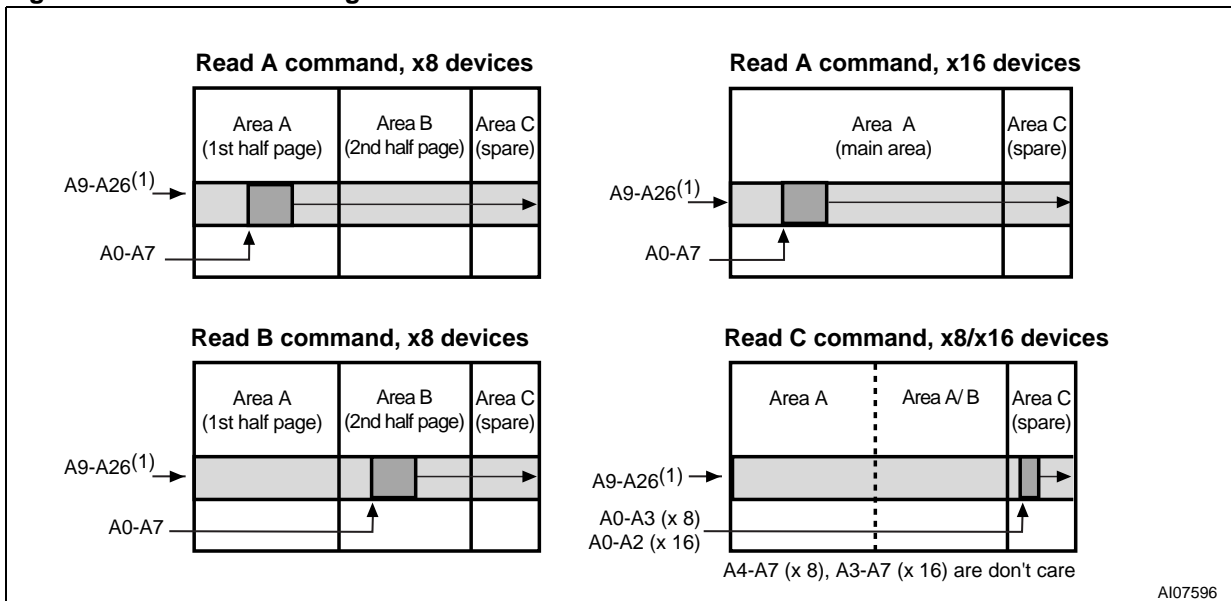 Read A command, x8 devices
Area A
(1st half page)
Area B
(2nd half page)
Area C
(spare)
A9-A26(1)
A0-A7
Read A command, x16 devices
Area A
(main area)
Area C
(spare)
A9-A26(1)
A0-A7
Read B command, x8 devices
Area A
(1st half page)
Area B
(2nd half page)
Area C
(spare)
A9-A26(1)
A0-A7
Read C command, x8/x16 devices
Area A
Area A/ B
Area C
(spare)
A9-A26(1)
A0-A3 (x 8)
A0-A2 (x 16)
A4-A7 (x 8), A3-A7 (x 16) are don't care
AI07596